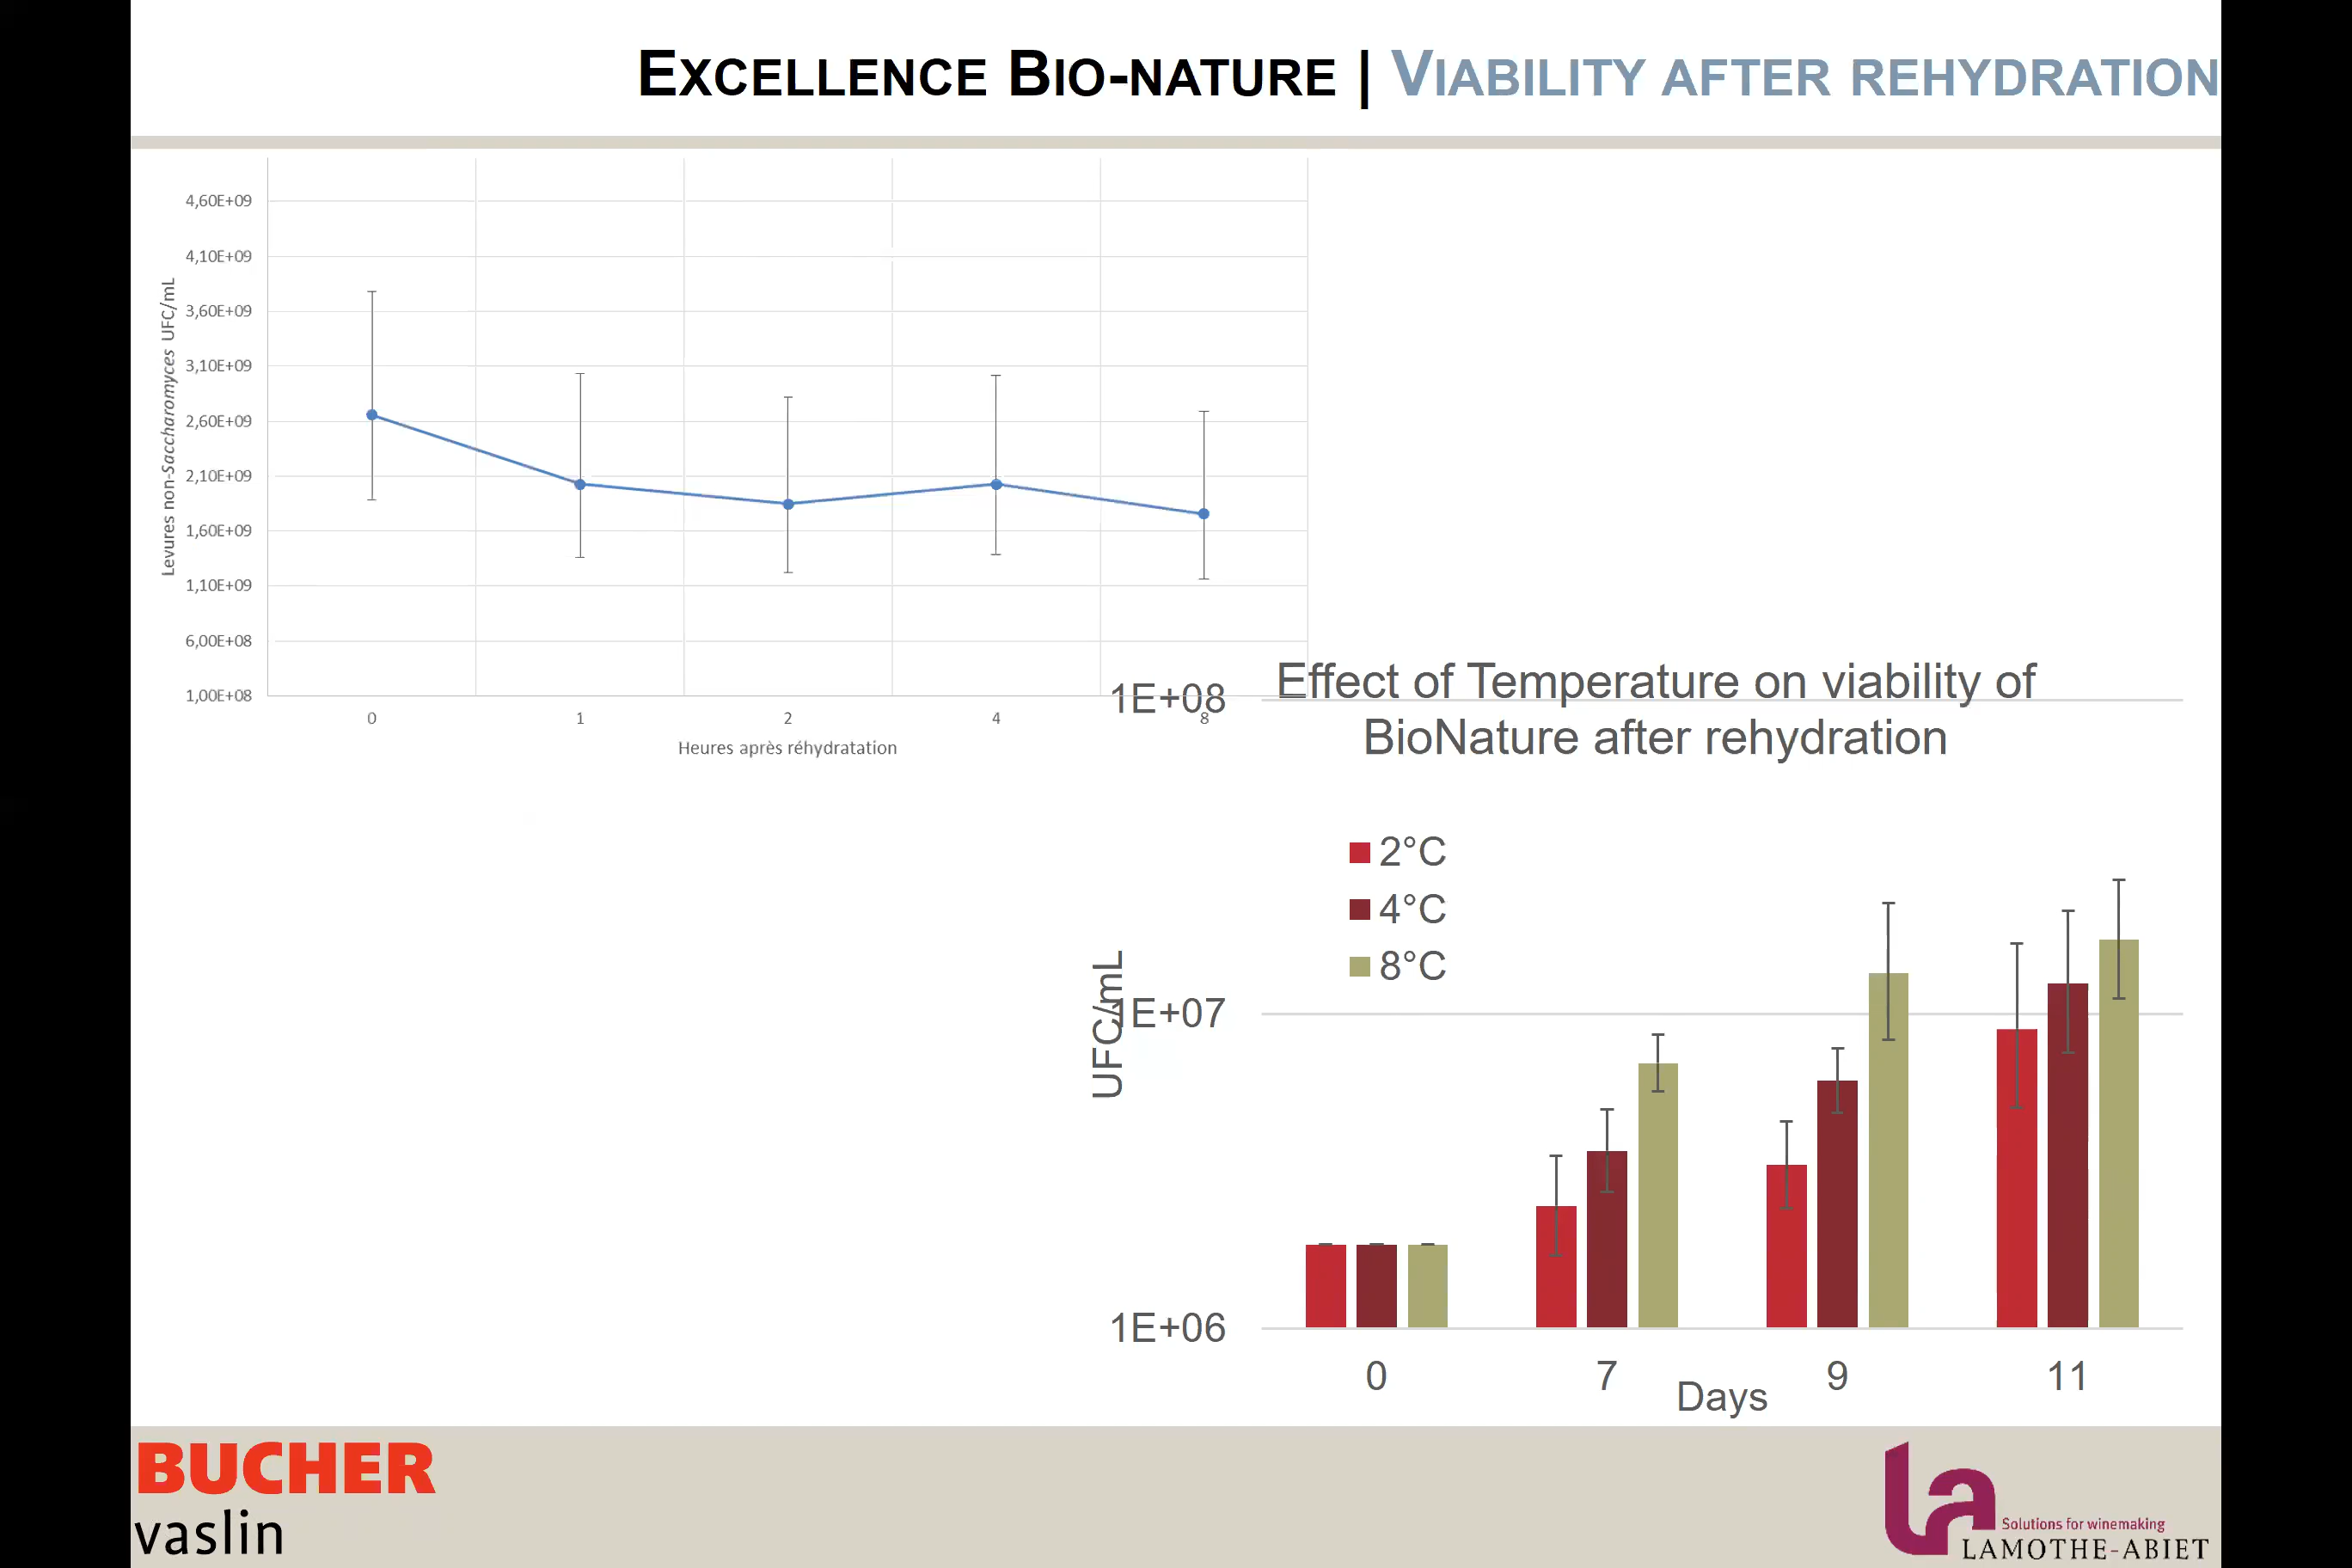 EXCELLENCE BIO-NATURE | VIABILITY AFTER REHYDRATION
Levures non-Saccharomyces UFC/mL
4,60E+09
4,10E+09
3,60E+09
3,10E+09
2,60E+09
2,10E+09
1,60E+09
1,10E+09
6,00E+08
1,00E+08
0 1 2 4 8
Heures après réhydratation
Effect of Temperature on viability of
BioNature after rehydration
2°C
4°C
8°C
UFC/mL
1E+08
1E+07
1E+06
0 7 9 11
Days
BUCHER
vaslin
La
Solutions for winemaking
LAMOTHE-ABIET